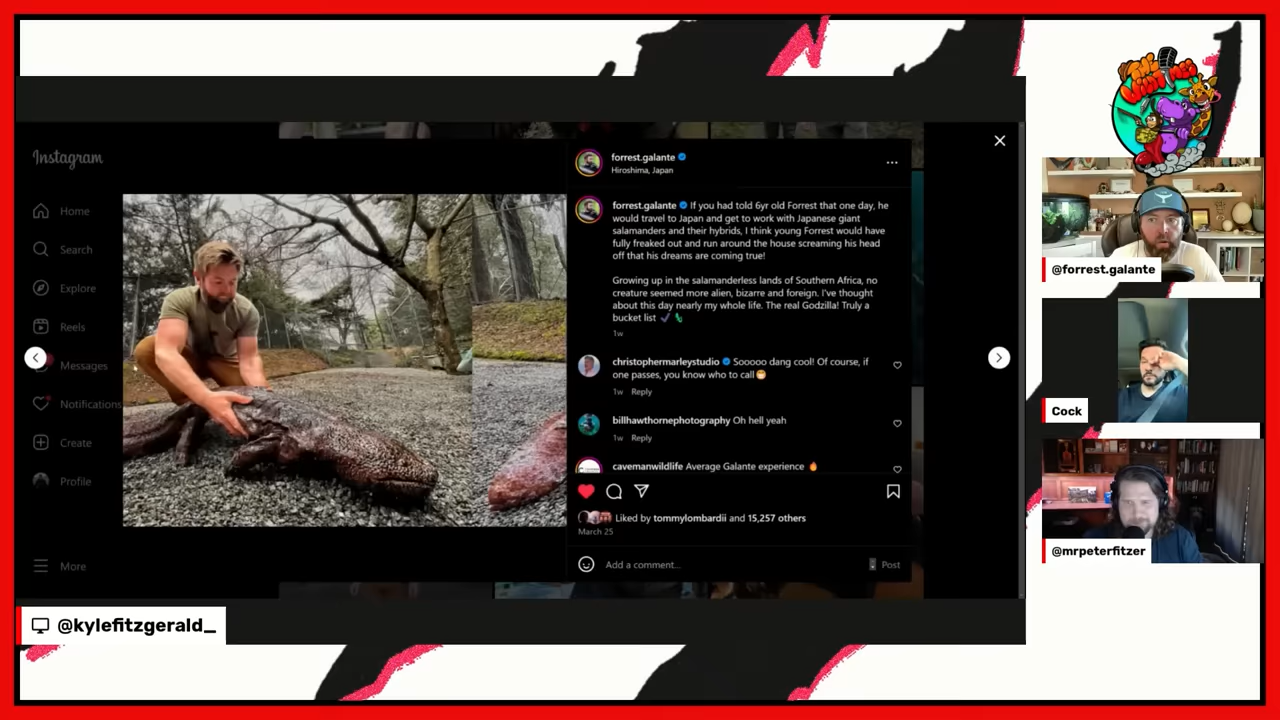 Instagram
Home
Search
Explore
Reels
Messages
Notifications
Create
Profile
More
forrest.galante
Hiroshima, Japan
forrest.galante If you had told 6yr old Forrest that one day, he
would travel to Japan and get to work with Japanese giant
salamanders and their hybrids, I think young Forrest would have
fully freaked out and run around the house screaming his head
off that his dreams are coming true!
Growing up in the salamanderless lands of Southern Africa, no
creature seemed more alien, bizarre and foreign. I've thought
about this day nearly my whole life. The real Godzilla! Truly a
bucket list
1w
christophermarleystudio Sooooo dang cool! Of course, if
one passes, you know who to call
1w Reply
billhawthornephotography Oh hell yeah
1w Reply
cavemanwildlife Average Galante experience
Liked by tommylombardii and 15,257 others
March 25
Add a comment...
Post
@kylefitzgerald_
THE
WILD
@forrest.galante
Cock
@mrpeterfitzer